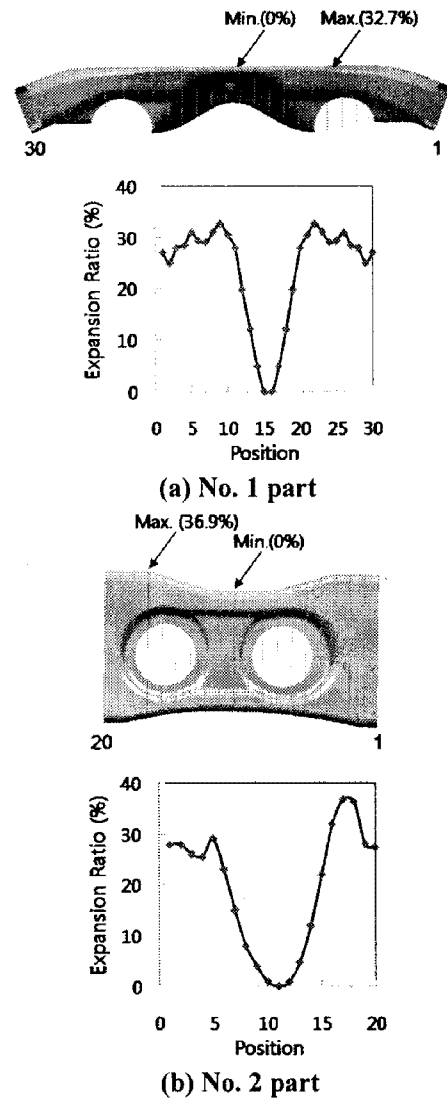 Min.(0%) Max.(32.7%)
30 1
40
30
20
10
0
Expansion Ratio (%)
0 5 10 15 20 25 30
Position
(a) No. 1 part
Max. (36.9%)
Min.(0%)
20 1
40
30
20
10
0
Expansion Ratio (%)
0 5 10 15 20
Position
(b) No. 2 part